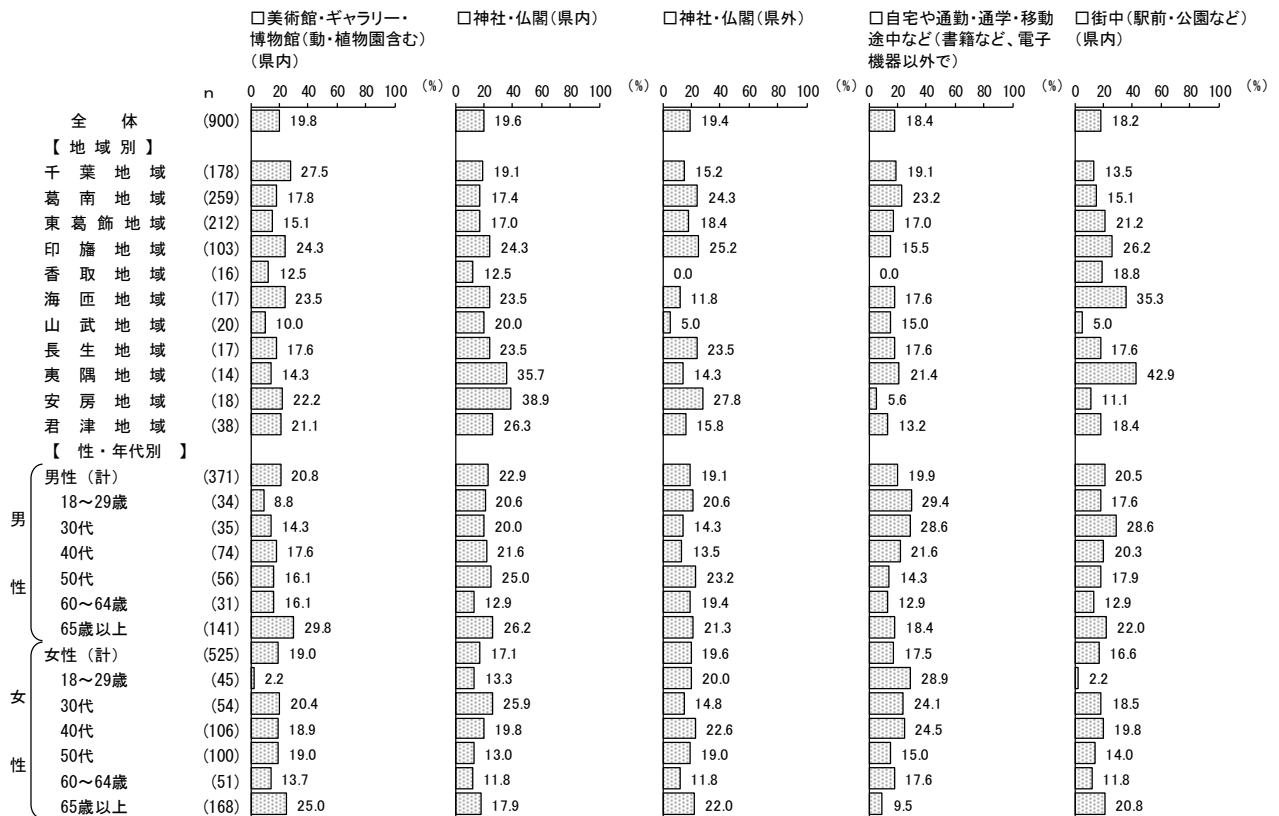 □美術館・ギャラリー・
博物館(動・植物園含む)
(県内)
□神社・仏閣(県内)
□神社・仏閣(県外)
□自宅や通勤・通学・移動
途中など(書籍など、電子
機器以外で)
□街中(駅前・公園など)
(県内)
n 0 20 40 60 80 100 (%) 0 20 40 60 80 100 (%) 0 20 40 60 80 100 (%) 0 20 40 60 80 100 (%) 0 20 40 60 80 100 (%)
全 体 (900) 19.8 19.6 19.4 18.4 18.2
【 地 域 別 】
千 葉 地 域 (178) 27.5 19.1 15.2 19.1 13.5
葛 南 地 域 (259) 17.8 17.4 24.3 23.2 15.1
東 葛 飾 地 域 (212) 15.1 17.0 18.4 17.0 21.2
印 旛 地 域 (103) 24.3 24.3 25.2 15.5 26.2
香 取 地 域 (16) 12.5 12.5 0.0 0.0 18.8
海 匝 地 域 (17) 23.5 23.5 11.8 17.6 35.3
山 武 地 域 (20) 10.0 20.0 5.0 15.0 5.0
長 生 地 域 (17) 17.6 23.5 23.5 17.6 17.6
夷 隅 地 域 (14) 14.3 35.7 14.3 21.4 42.9
安 房 地 域 (18) 22.2 38.9 27.8 5.6 11.1
君 津 地 域 (38) 21.1 26.3 15.8 13.2 18.4
【 性・年代別 】
男性
男性(計) (371) 20.8 22.9 19.1 19.9 20.5
18~29歳 (34) 8.8 20.6 20.6 29.4 17.6
30代 (35) 14.3 20.0 14.3 28.6 28.6
40代 (74) 17.6 21.6 13.5 21.6 20.3
50代 (56) 16.1 25.0 23.2 14.3 17.9
60~64歳 (31) 16.1 12.9 19.4 12.9 12.9
65歳以上 (141) 29.8 26.2 21.3 18.4 22.0
女性
女性(計) (525) 19.0 17.1 19.6 17.5 16.6
18~29歳 (45) 2.2 13.3 20.0 28.9 2.2
30代 (54) 20.4 25.9 14.8 24.1 18.5
40代 (106) 18.9 19.8 22.6 24.5 19.8
50代 (100) 19.0 13.0 19.0 15.0 14.0
60~64歳 (51) 13.7 11.8 11.8 17.6 11.8
65歳以上 (168) 25.0 17.9 22.0 9.5 20.8